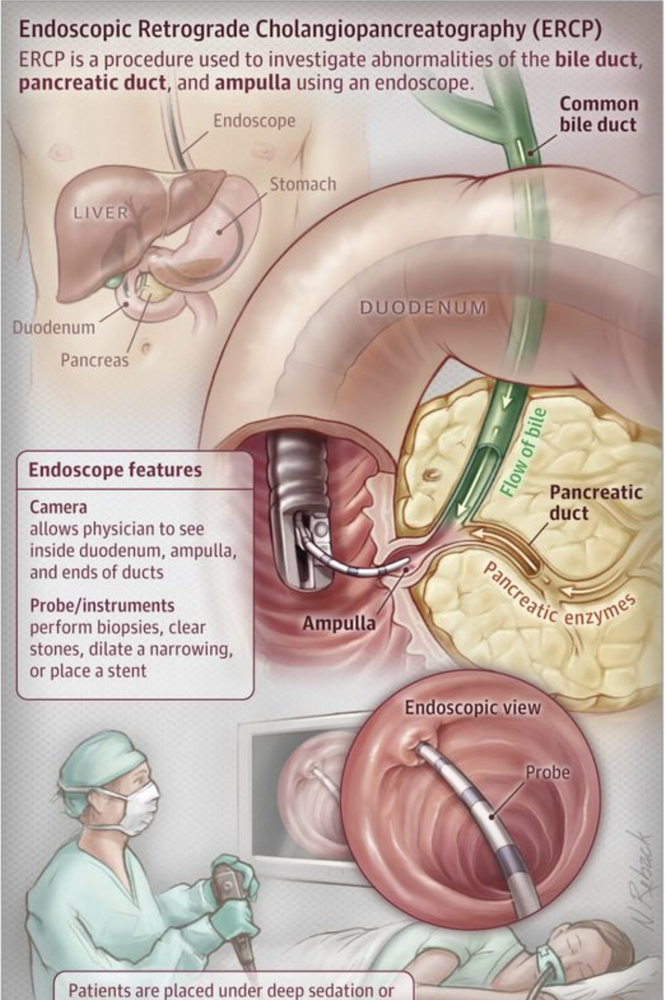 Endoscopic Retrograde Cholangiopancreatography (ERCP)
ERCP is a procedure used to investigate abnormalities of the bile duct,
pancreatic duct, and ampulla using an endoscope.
Common
bile duct
Endoscope
Stomach
LIVER
DUODENUM
Duodenum
Pancreas
Flow of bile
Endoscope features
Camera
allows physician to see
inside duodenum, ampulla,
and ends of ducts
Probe/instruments
perform biopsies, clear
stones, dilate a narrowing,
or place a stent
Pancreatic
duct
Pancreatic enzymes
Ampulla
Endoscopic view
Probe
N. Reback
Patients are placed under deep sedation or